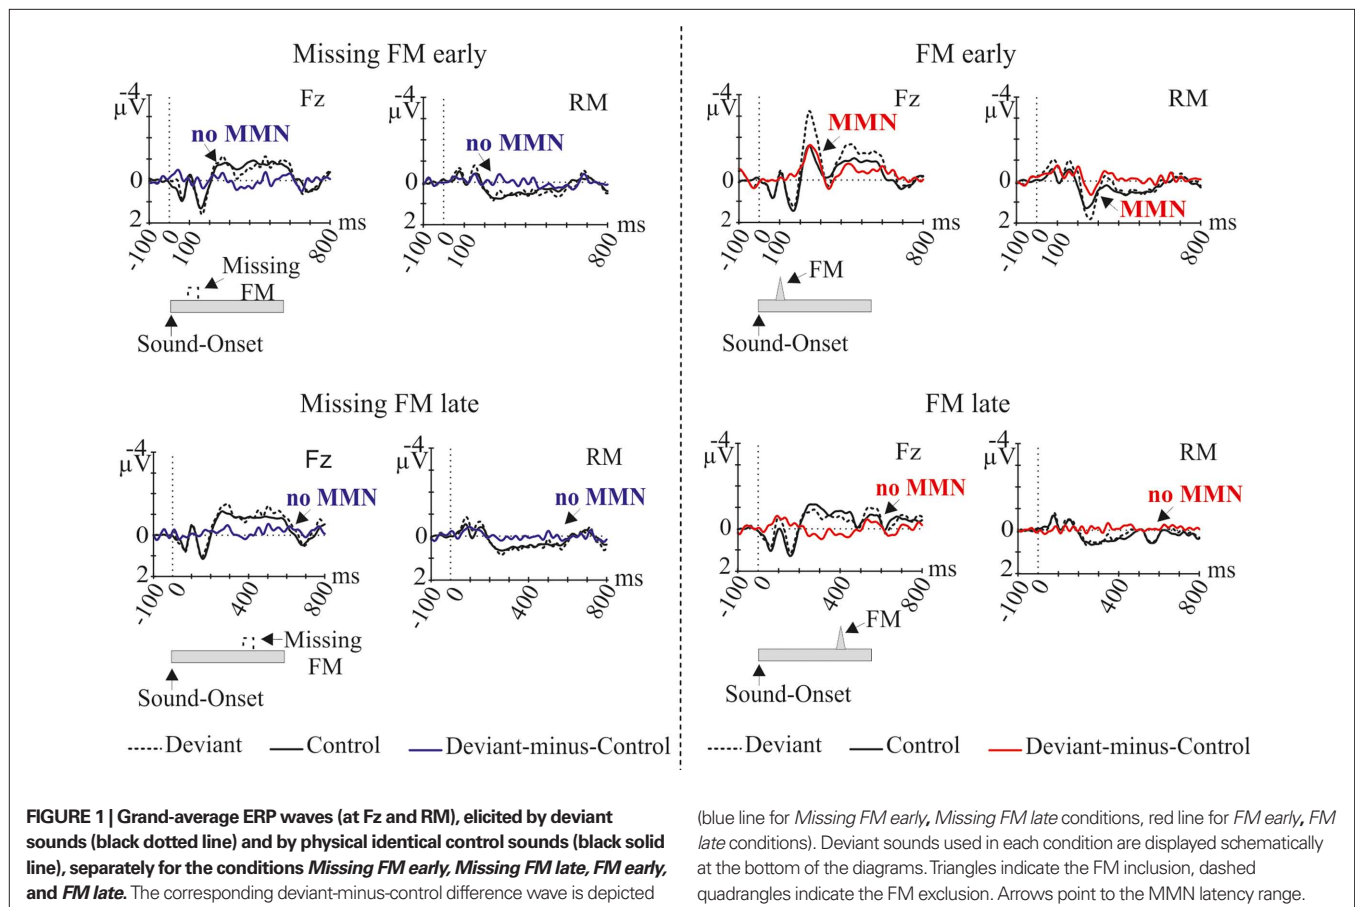 Missing FM early
-4
μV
Fz
no MMN
0
2
ms
-100
0
100
800
Missing
FM
Sound-Onset
-4
μV
RM
no MMN
0
2
ms
-100
0
100
800
FM early
-4
μV
Fz
MMN
0
2
ms
-100
0
100
800
FM
Sound-Onset
-4
μV
RM
MMN
0
2
ms
-100
0
100
800
Missing FM late
-4
μV
Fz
no MMN
0
2
ms
-100
0
400
800
Missing
FM
Sound-Onset
-4
μV
RM
no MMN
0
2
ms
-100
0
400
800
FM late
-4
μV
Fz
no MMN
0
2
ms
-100
0
400
800
FM
Sound-Onset
-4
μV
RM
no MMN
0
2
ms
-100
0
400
800
Deviant Control Deviant-minus-Control
Deviant Control Deviant-minus-Control
FIGURE 1 | Grand-average ERP waves (at Fz and RM), elicited by deviant
sounds (black dotted line) and by physical identical control sounds (black solid
line), separately for the conditions Missing FM early, Missing FM late, FM early,
and FM late. The corresponding deviant-minus-control difference wave is depicted
(blue line for Missing FM early, Missing FM late conditions, red line for FM early, FM
late conditions). Deviant sounds used in each condition are displayed schematically
at the bottom of the diagrams. Triangles indicate the FM inclusion, dashed
quadrangles indicate the FM exclusion. Arrows point to the MMN latency range.